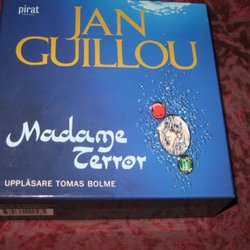 pirat
JAN
GUILLOU
Madame
Terror
UPPLÄSARE TOMAS BOLME